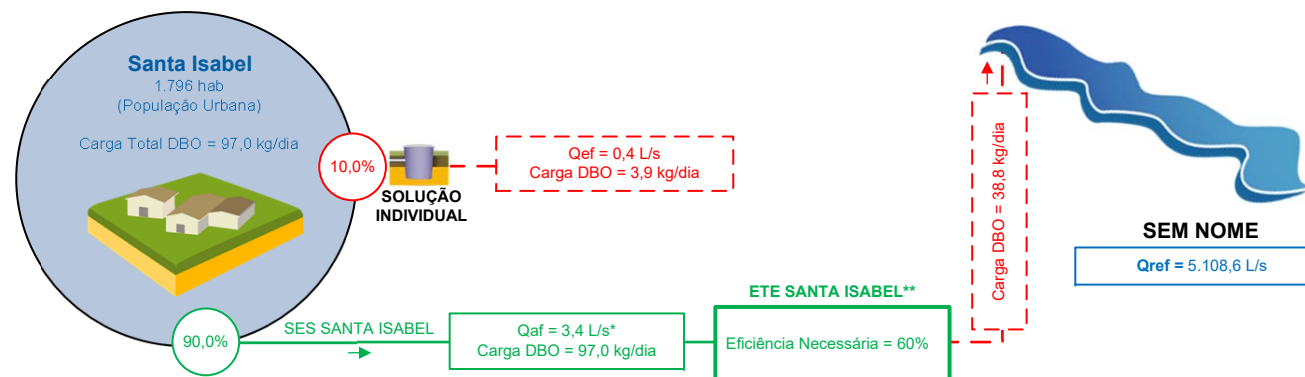 Santa Isabel
1.796 hab
(População Urbana)
Carga Total DBO = 97,0 kg/dia
10,0%
SOLUÇÃO
INDIVIDUAL
Qef = 0,4 L/s
Carga DBO = 3,9 kg/dia
90,0%
SES SANTA ISABEL
Qaf = 3,4 L/s*
Carga DBO = 97,0 kg/dia
ETE SANTA ISABEL**
Eficiência Necessária = 60%
Carga DBO = 38,8 kg/dia
SEM NOME
Qref = 5.108,6 L/s